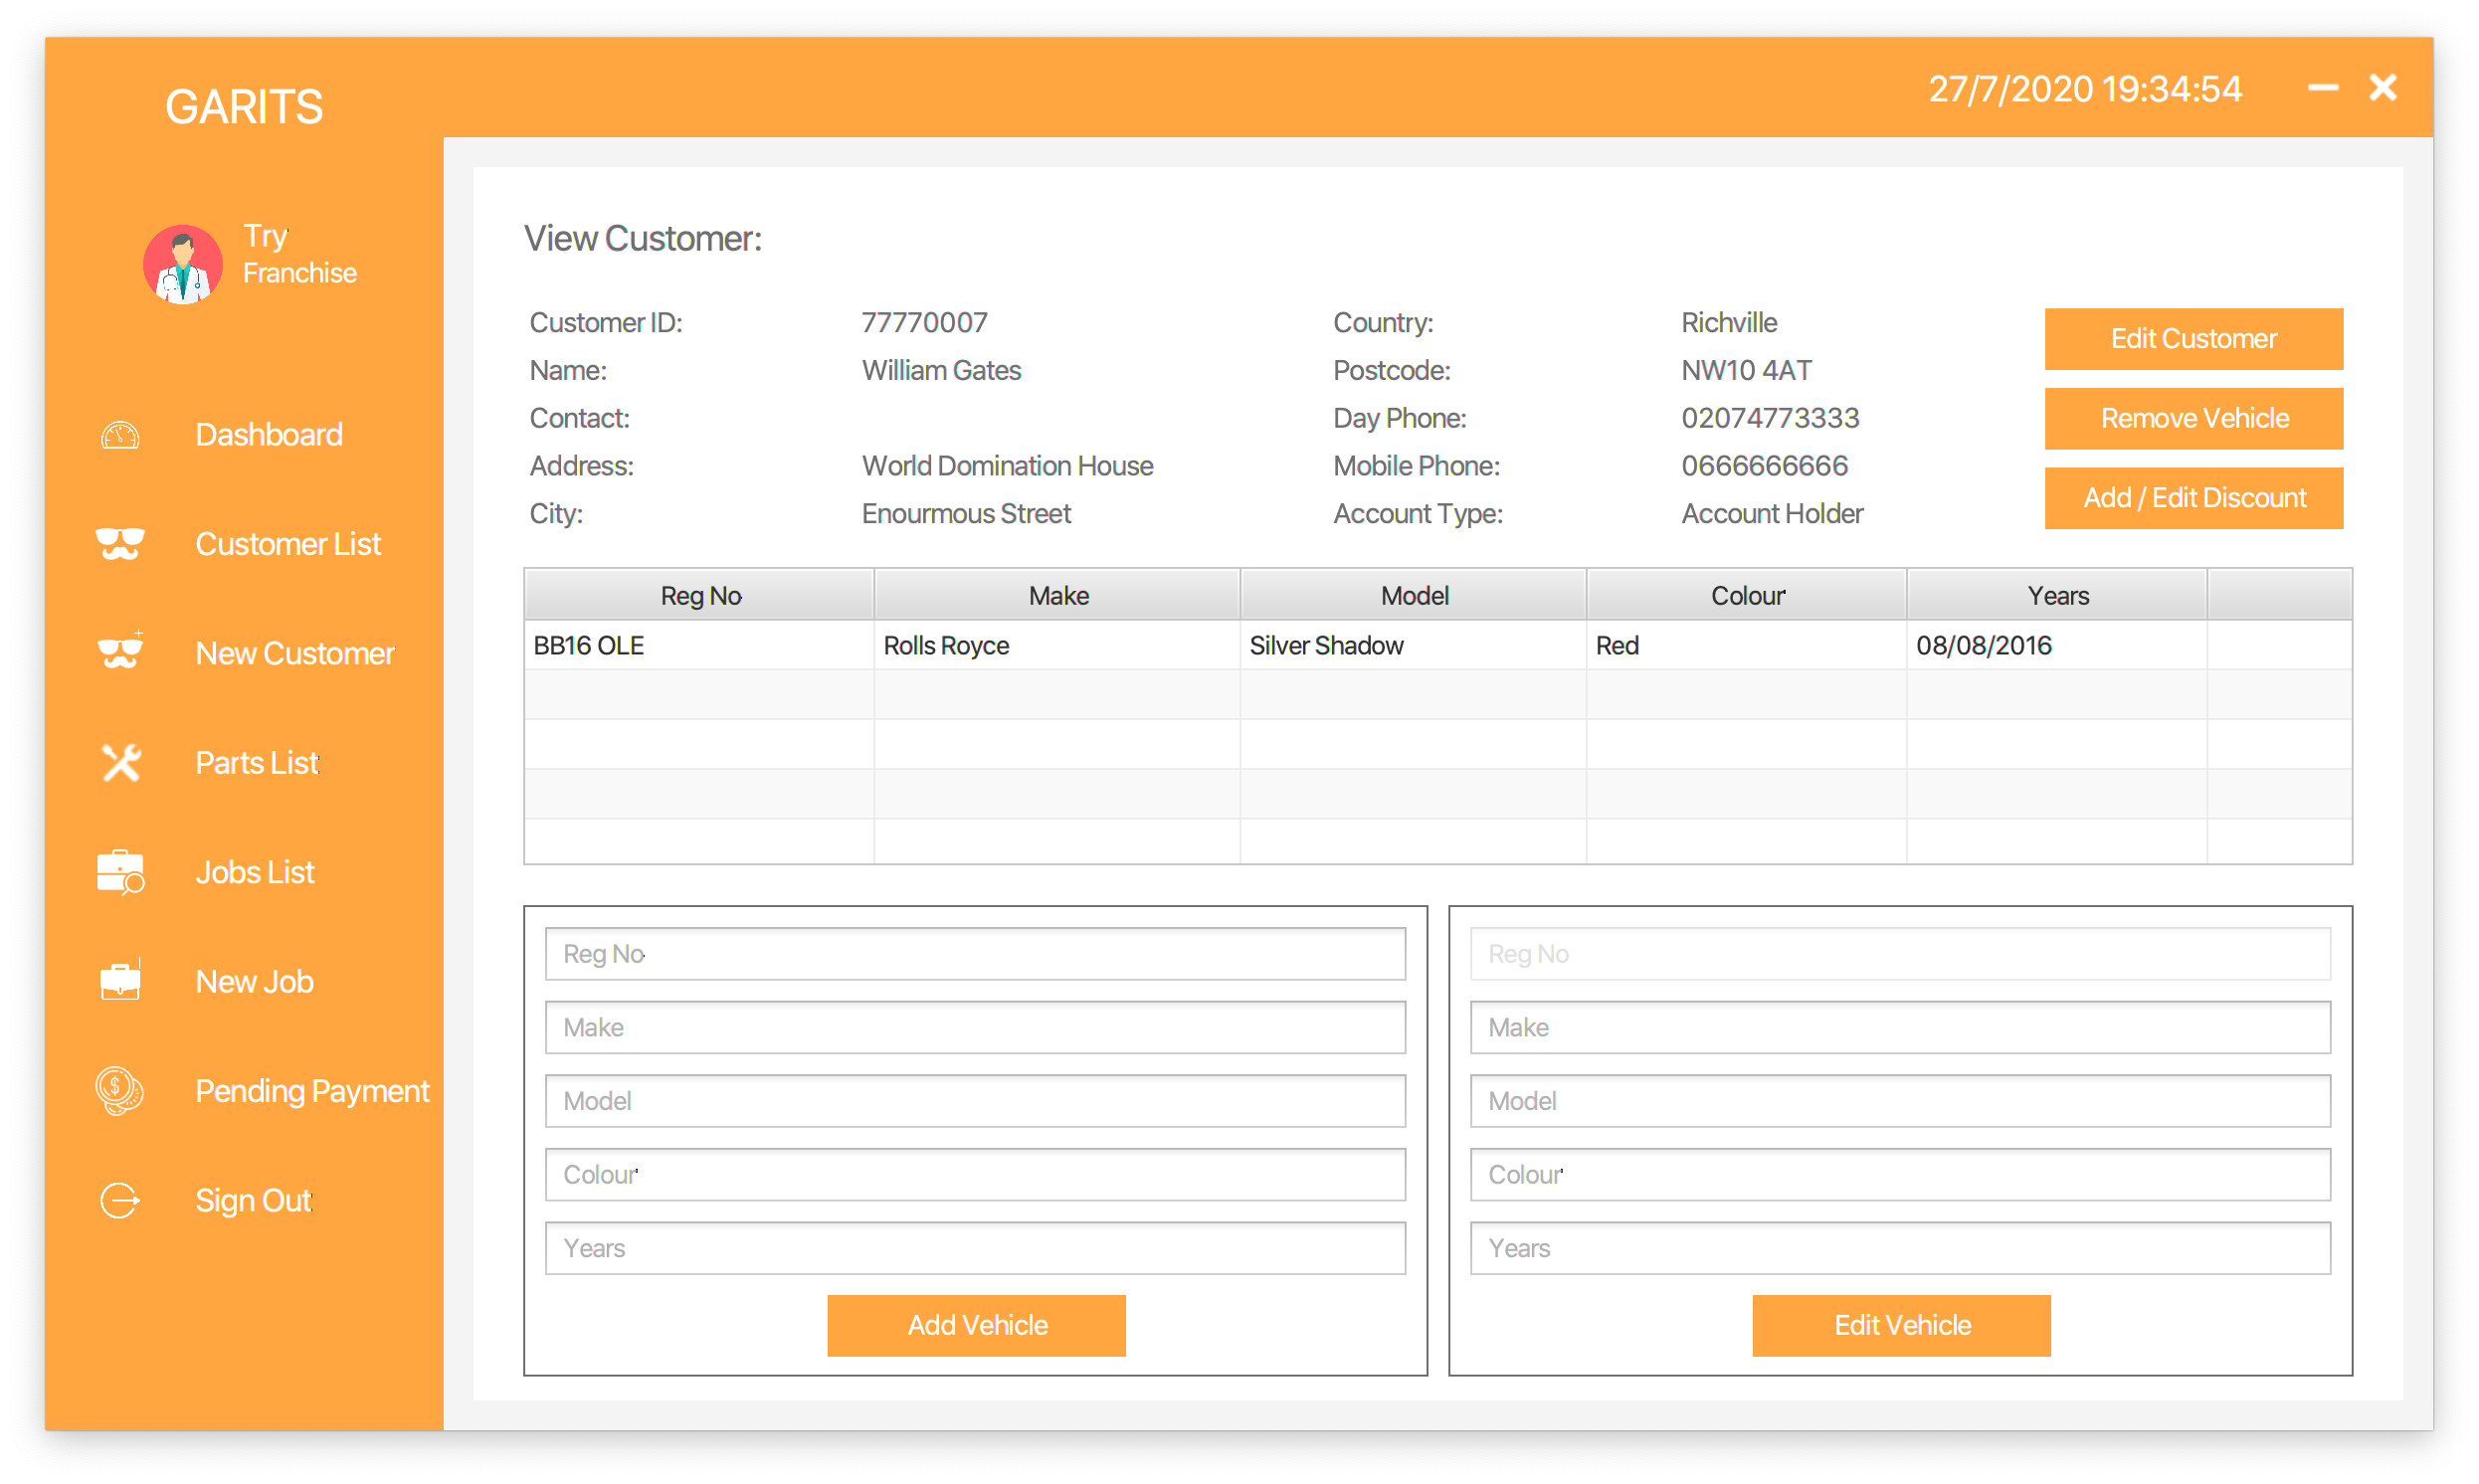 GARITS
27/7/2020 19:34:54
Try
Franchise
Dashboard
Customer List
New Customer
Parts List
Jobs List
New Job
Pending Payment
Sign Out
View Customer:
Customer ID: 77770007 Country: Richville Edit Customer
Name: William Gates Postcode: NW10 4AT
Contact: Day Phone: 02074773333 Remove Vehicle
Address: World Domination House Mobile Phone: 0666666666
City: Enourmous Street Account Type: Account Holder Add / Edit Discount
Reg No Make Model Colour Years
BB16 OLE Rolls Royce Silver Shadow Red 08/08/2016
Reg No
Make
Model
Colour
Years
Add Vehicle
Reg No
Make
Model
Colour
Years
Edit Vehicle